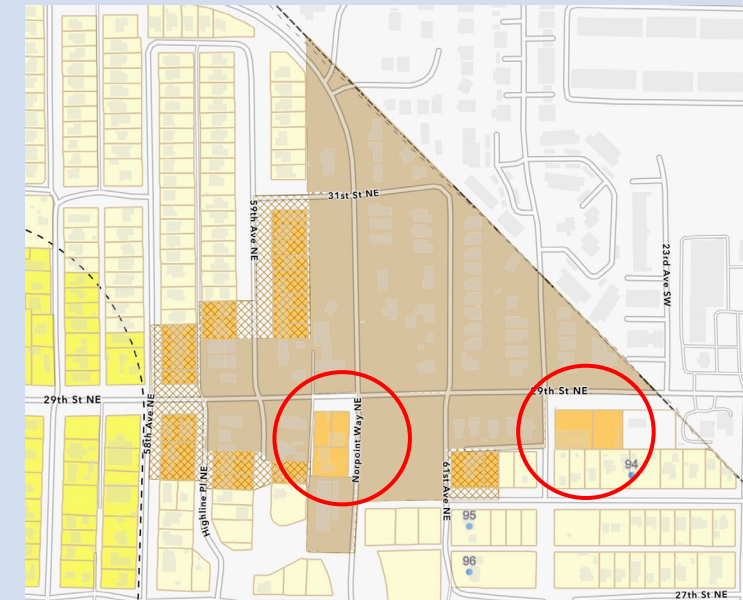 31st St NE
59th Ave NE
23rd Ave SW
29th St NE
29th St NE
58th Ave NE
Norpoint Way NE
Highline Pl NE
61st Ave NE
94
95
96
27th St NE